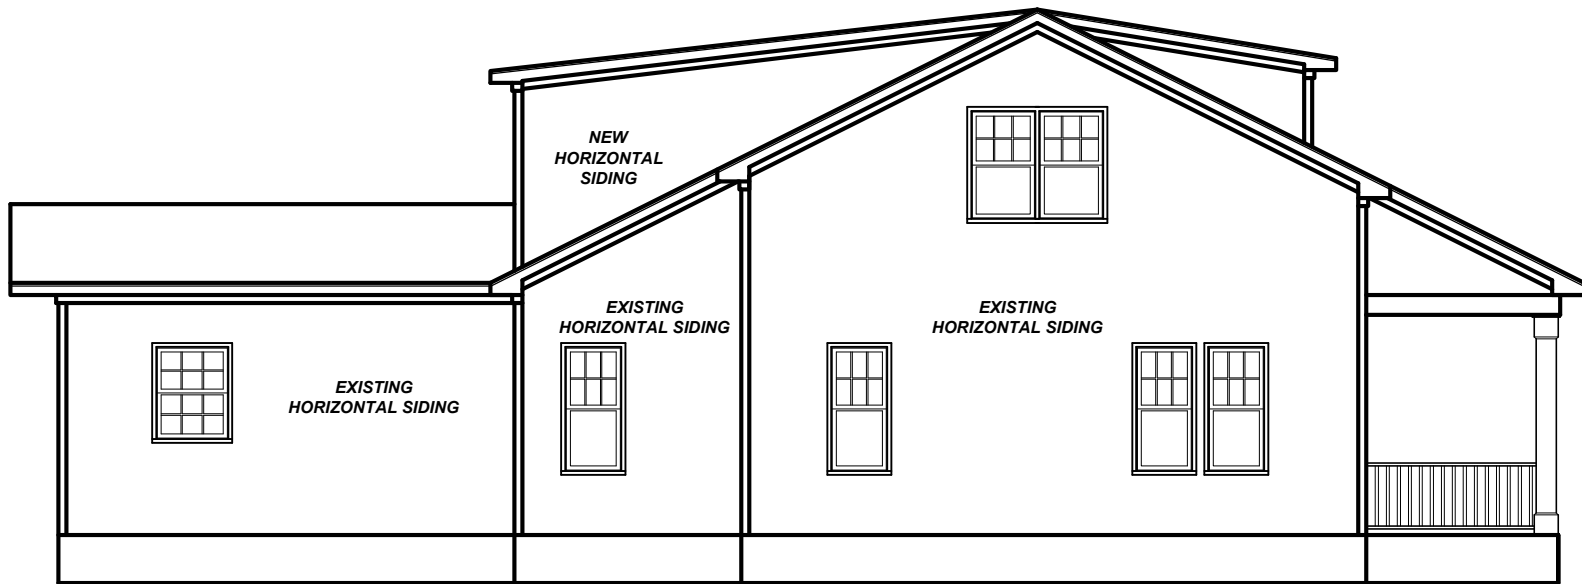 NEW
HORIZONTAL
SIDING
EXISTING
HORIZONTAL SIDING
EXISTING
HORIZONTAL SIDING
EXISTING
HORIZONTAL SIDING